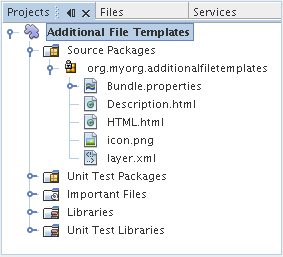 Projects Files Services
Additional File Templates
Source Packages
org.myorg.additionalfiletemplates
Bundle.properties
Description.html
HTML.html
icon.png
layer.xml
Unit Test Packages
Important Files
Libraries
Unit Test Libraries